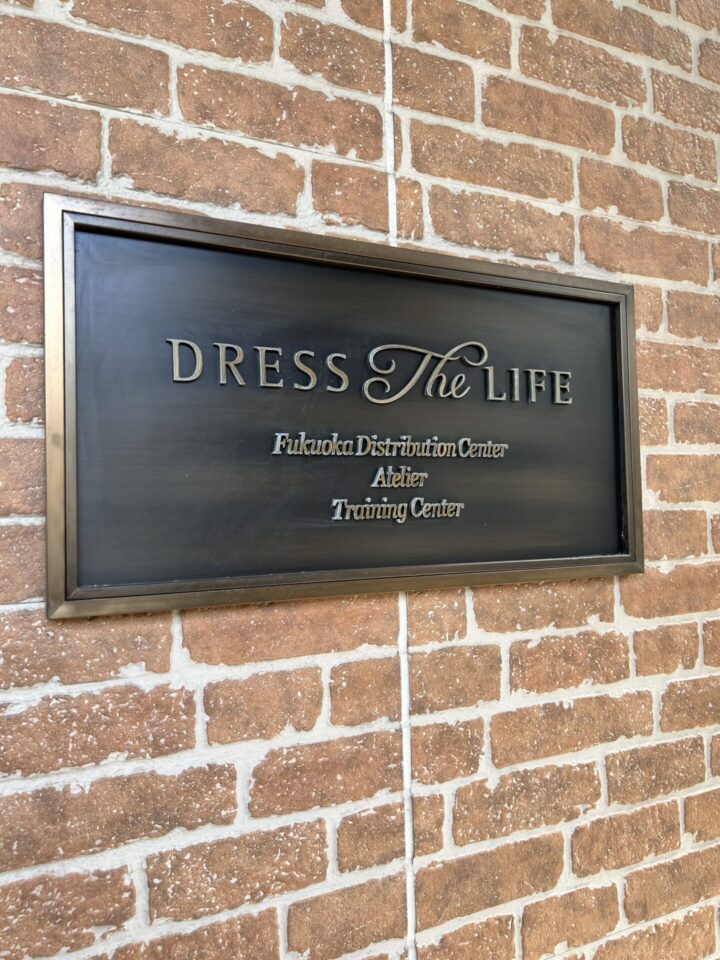 DRESS The LIFE
Fukuoka Distribution Center
Atelier
Training Center